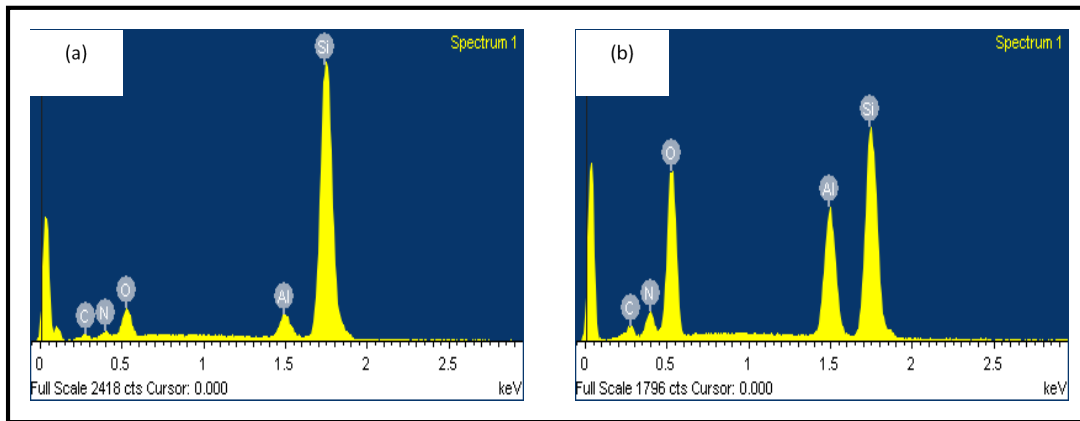 (a)
Spectrum 1
Si
C
N
O
Al
0 0.5 1 1.5 2 2.5
Full Scale 2418 cts Cursor: 0.000 keV
(b)
Spectrum 1
Si
O
Al
N
C
0 0.5 1 1.5 2 2.5
Full Scale 1796 cts Cursor: 0.000 keV